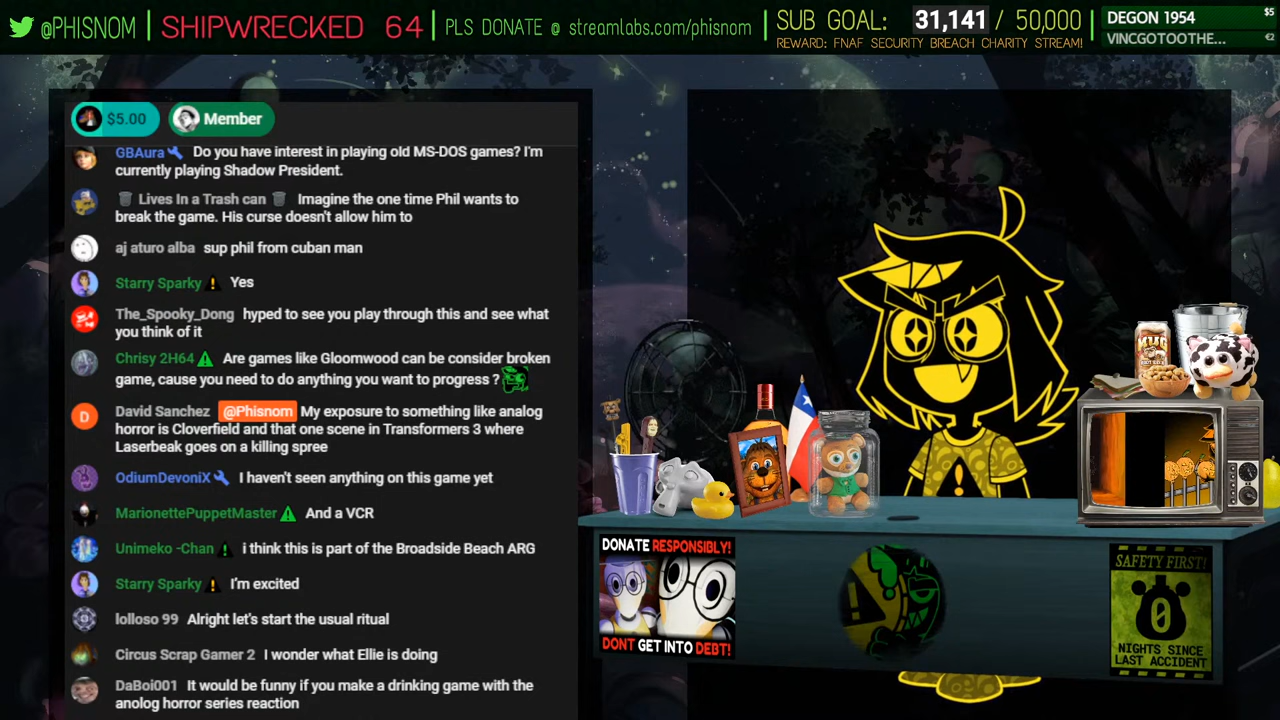 @PHISNOM | SHIPWRECKED 64 | PLS DONATE @ streamlabs.com/phisnom | SUB GOAL: 31,141 / 50,000
REWARD: FNAF SECURITY BREACH CHARITY STREAM!
DEGON 1954 $5
VINCGOTOOTHE... €2
$5.00 Member
GBAura Do you have interest in playing old MS-DOS games? I'm
currently playing Shadow President.
🗑 Lives In a Trash can 🗑 Imagine the one time Phil wants to
break the game. His curse doesn't allow him to
aj aturo alba sup phil from cuban man
Starry Sparky Yes
The_Spooky_Dong hyped to see you play through this and see what
you think of it
Chrisy 2H64 Are games like Gloomwood can be consider broken
game, cause you need to do anything you want to progress ?
D
David Sanchez @Phisnom My exposure to something like analog
horror is Cloverfield and that one scene in Transformers 3 where
Laserbeak goes on a killing spree
OdiumDevoniX I haven't seen anything on this game yet
MarionettePuppetMaster And a VCR
Unimeko -Chan i think this is part of the Broadside Beach ARG
Starry Sparky I'm excited
lolloso 99 Alright let's start the usual ritual
Circus Scrap Gamer 2 I wonder what Ellie is doing
DaBoi001 It would be funny if you make a drinking game with the
anolog horror series reaction
MUG
DONATE RESPONSIBLY!
DONT GET INTO DEBT!
SAFETY FIRST!
0
NIGHTS SINCE
LAST ACCIDENT